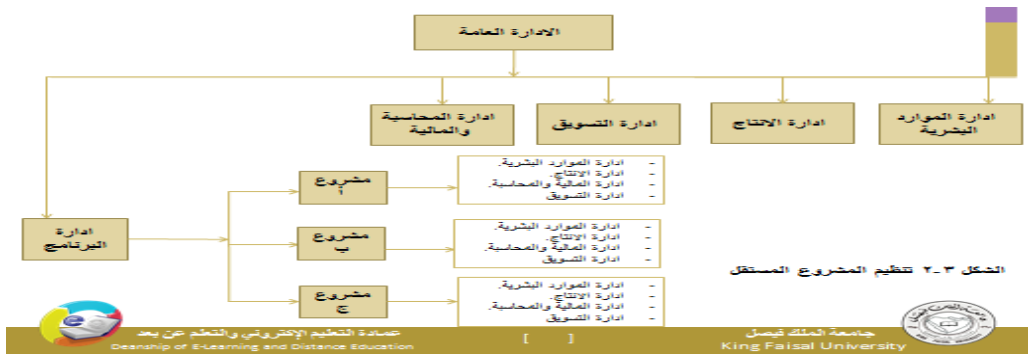 الادارة العامة
ادارة الموارد
البشرية
ادارة الانتاج
ادارة التسويق
ادارة المحاسبة
والمالية
ادارة
البرنامج
مشروع
أ
- ادارة الموارد البشرية.
- ادارة الانتاج.
- ادارة المالية والمحاسبة.
- ادارة التسويق
مشروع
ب
- ادارة الموارد البشرية.
- ادارة الانتاج.
- ادارة المالية والمحاسبة.
- ادارة التسويق
مشروع
ج
- ادارة الموارد البشرية.
- ادارة الانتاج.
- ادارة المالية والمحاسبة.
- ادارة التسويق
الشكل ٣-٢ تنظيم المشروع المستقل
جامعة الملك فيصل
King Faisal University
[ ]
عمادة التعليم الإلكتروني والتعلم عن بعد
Deanship of E-Learning and Distance Education